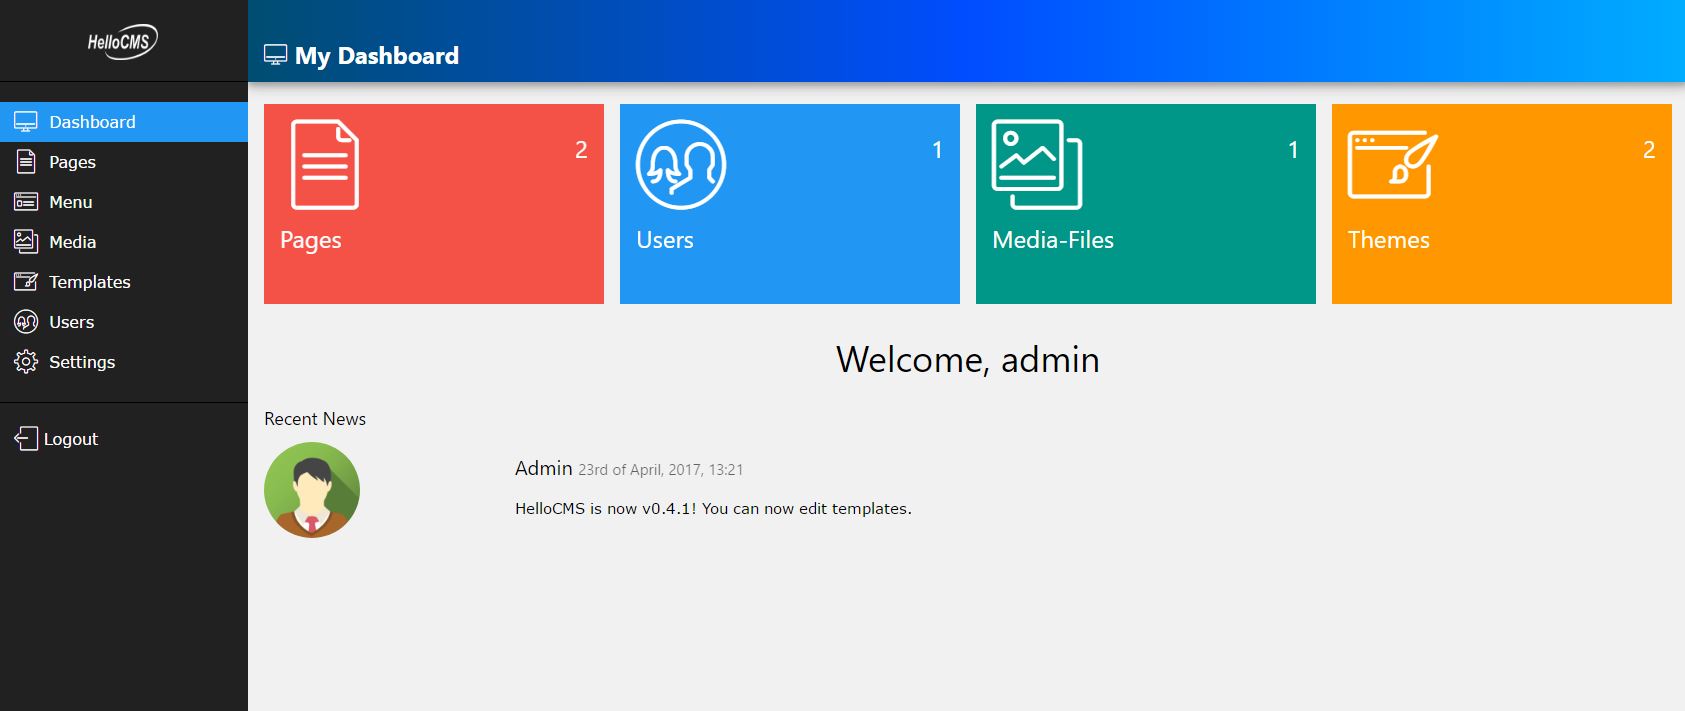 HelloCMS
My Dashboard
Dashboard
Pages
Menu
Media
Templates
Users
Settings
Logout
2
Pages
1
Users
1
Media-Files
2
Themes
Welcome, admin
Recent News
Admin 23rd of April, 2017, 13:21
HelloCMS is now v0.4.1! You can now edit templates.